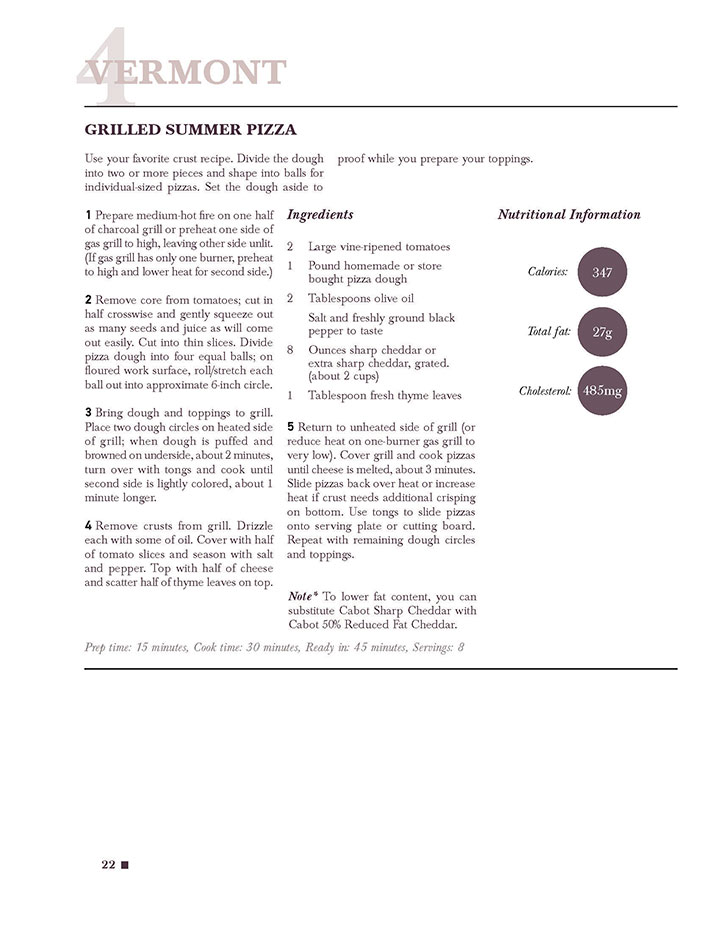 4
VERMONT
GRILLED SUMMER PIZZA
Use your favorite crust recipe. Divide the dough
into two or more pieces and shape into balls for
individual-sized pizzas. Set the dough aside to
proof while you prepare your toppings.
1 Prepare medium-hot fire on one half
of charcoal grill or preheat one side of
gas grill to high, leaving other side unlit.
(If gas grill has only one burner, preheat
to high and lower heat for second side.)
2 Remove core from tomatoes; cut in
half crosswise and gently squeeze out
as many seeds and juice as will come
out easily. Cut into thin slices. Divide
pizza dough into four equal balls; on
floured work surface, roll/stretch each
ball out into approximate 6-inch circle.
3 Bring dough and toppings to grill.
Place two dough circles on heated side
of grill; when dough is puffed and
browned on underside, about 2 minutes,
turn over with tongs and cook until
second side is lightly colored, about 1
minute longer.
4 Remove crusts from grill. Drizzle
each with some of oil. Cover with half
of tomato slices and season with salt
and pepper. Top with half of cheese
and scatter half of thyme leaves on top.
Ingredients
2 Large vine-ripened tomatoes
1 Pound homemade or store
bought pizza dough
2 Tablespoons olive oil
Salt and freshly ground black
pepper to taste
8 Ounces sharp cheddar or
extra sharp cheddar, grated.
(about 2 cups)
1 Tablespoon fresh thyme leaves
5 Return to unheated side of grill (or
reduce heat on one-burner gas grill to
very low). Cover grill and cook pizzas
until cheese is melted, about 3 minutes.
Slide pizzas back over heat or increase
heat if crust needs additional crisping
on bottom. Use tongs to slide pizzas
onto serving plate or cutting board.
Repeat with remaining dough circles
and toppings.
Note* To lower fat content, you can
substitute Cabot Sharp Cheddar with
Cabot 50% Reduced Fat Cheddar.
Nutritional Information
Calories: 347
Total fat: 27g
Cholesterol: 485mg
Prep time: 15 minutes, Cook time: 30 minutes, Ready in: 45 minutes, Servings: 8
22 ■